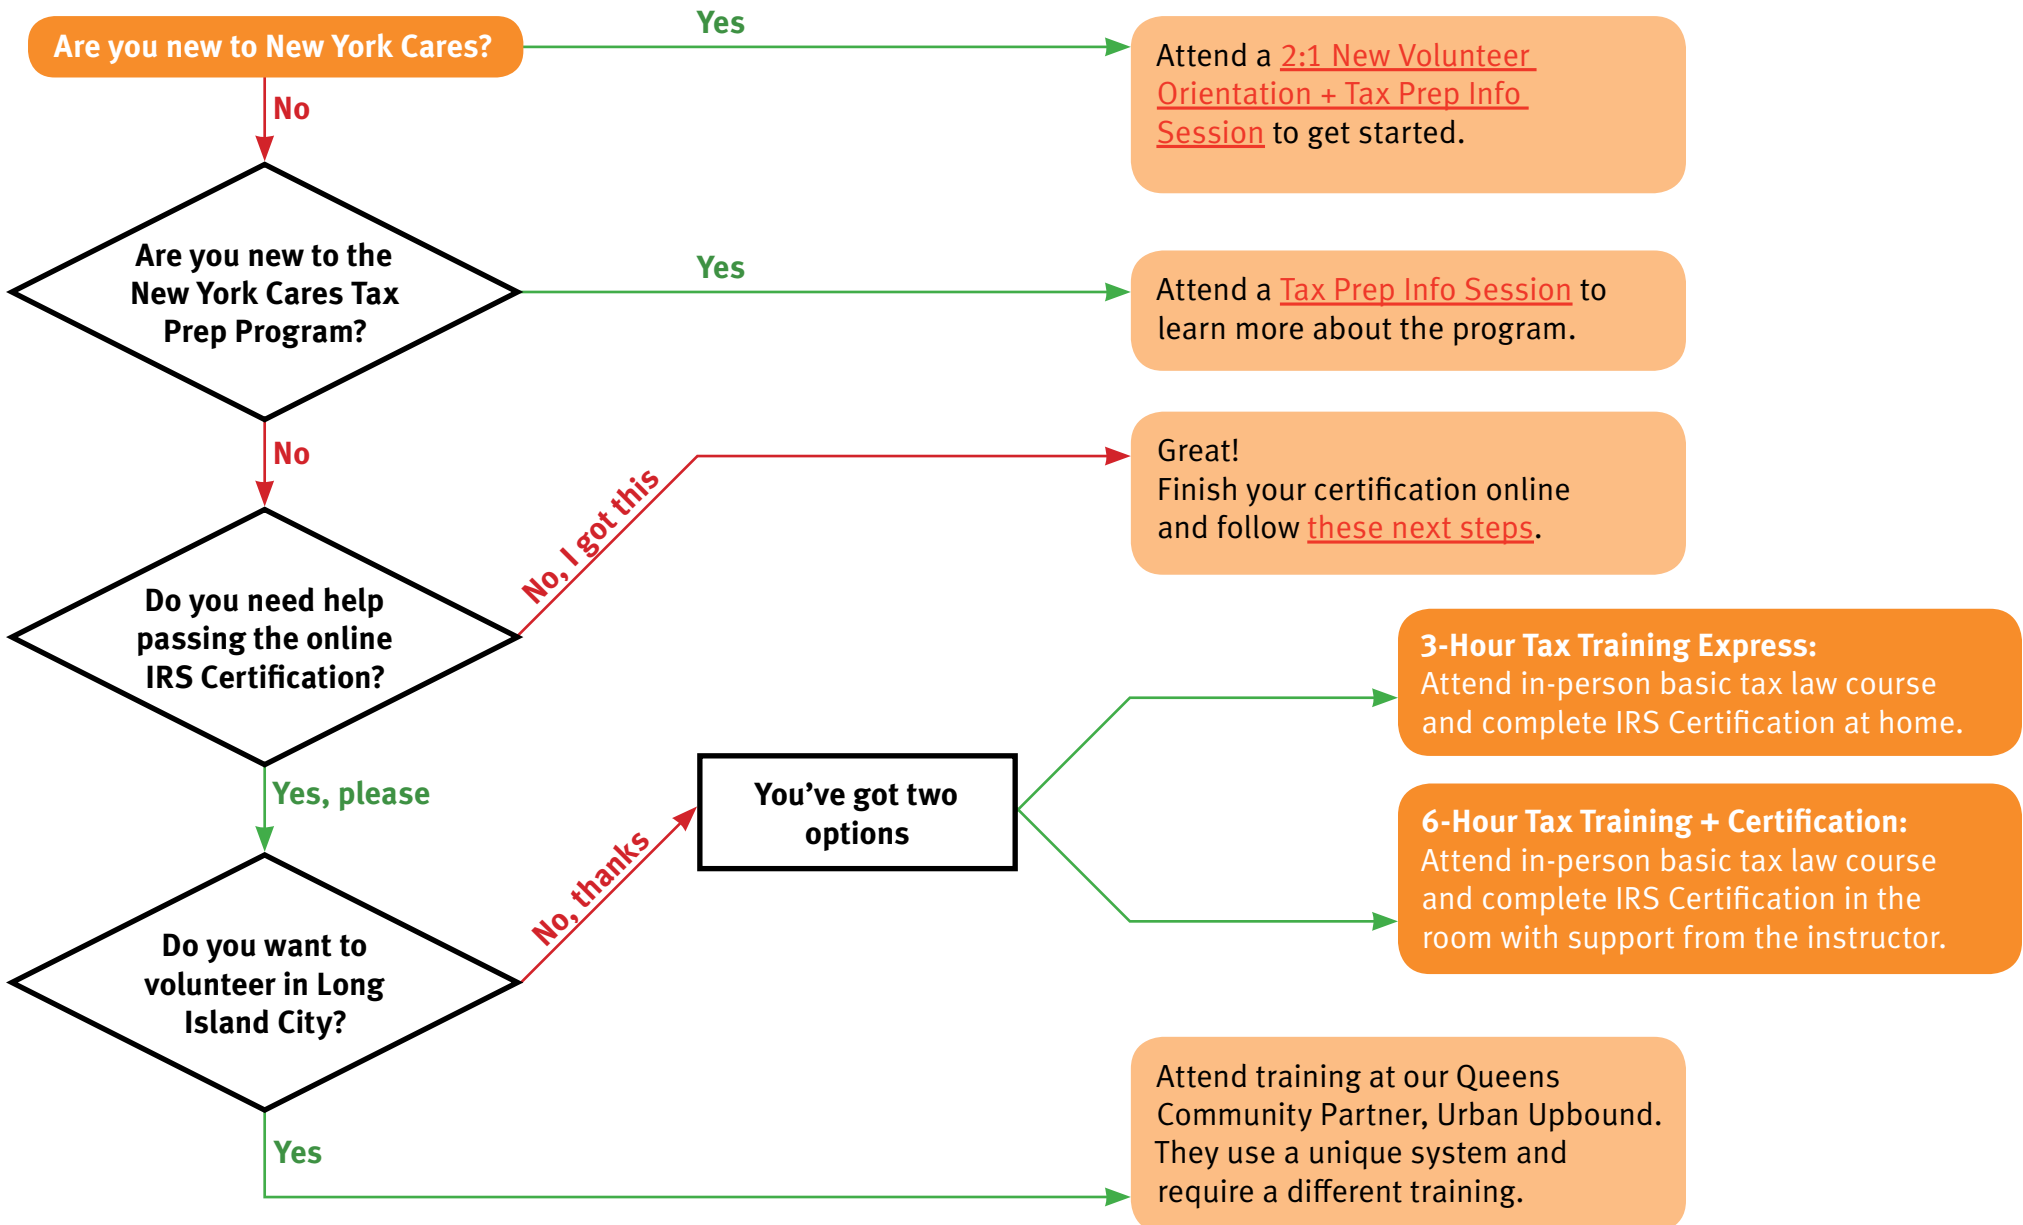 Are you new to New York Cares?
Yes
Attend a 2:1 New Volunteer
Orientation + Tax Prep Info
Session to get started.
No
Are you new to the
New York Cares Tax
Prep Program?
Yes
Attend a Tax Prep Info Session to
learn more about the program.
No
No, I got this
Great!
Finish your certification online
and follow these next steps.
Do you need help
passing the online
IRS Certification?
Yes, please
No, thanks
You’ve got two
options
3-Hour Tax Training Express:
Attend in-person basic tax law course
and complete IRS Certification at home.
6-Hour Tax Training + Certification:
Attend in-person basic tax law course
and complete IRS Certification in the
room with support from the instructor.
Do you want to
volunteer in Long
Island City?
Yes
Attend training at our Queens
Community Partner, Urban Upbound.
They use a unique system and
require a different training.